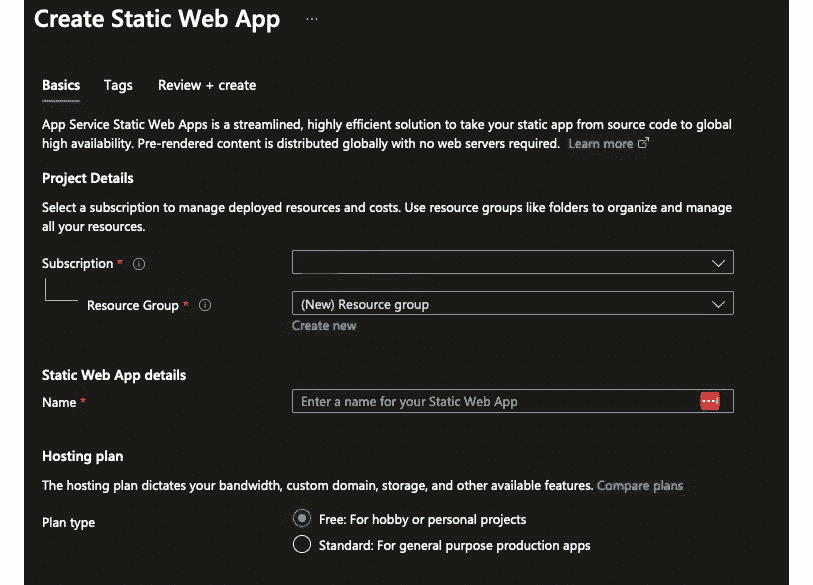 Create Static Web App ...
Basics Tags Review + create
App Service Static Web Apps is a streamlined, highly efficient solution to take your static app from source code to global
high availability. Pre-rendered content is distributed globally with no web servers required. Learn more
Project Details
Select a subscription to manage deployed resources and costs. Use resource groups like folders to organize and manage
all your resources.
Subscription *
Resource Group * (New) Resource group
Create new
Static Web App details
Name * Enter a name for your Static Web App
Hosting plan
The hosting plan dictates your bandwidth, custom domain, storage, and other available features. Compare plans
Plan type Free: For hobby or personal projects
Standard: For general purpose production apps